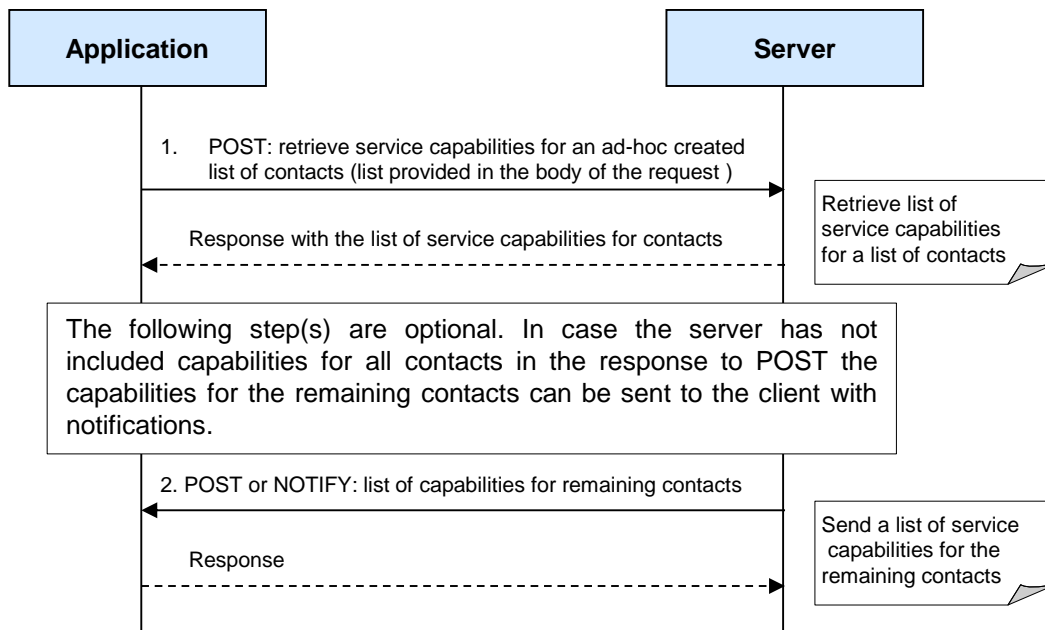 Application
Server
1. POST: retrieve service capabilities for an ad-hoc created
list of contacts (list provided in the body of the request )
Retrieve list of
service capabilities
for a list of contacts
Response with the list of service capabilities for contacts
The following step(s) are optional. In case the server has not
included capabilities for all contacts in the response to POST the
capabilities for the remaining contacts can be sent to the client with
notifications.
2. POST or NOTIFY: list of capabilities for remaining contacts
Send a list of service
capabilities for the
remaining contacts
Response